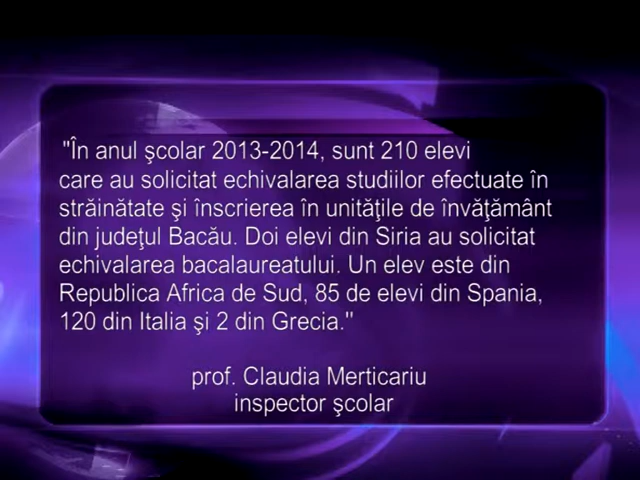 "În anul şcolar 2013-2014, sunt 210 elevi
care au solicitat echivalarea studiilor efectuate în
străinătate şi înscrierea în unităţile de învăţământ
din judeţul Bacău. Doi elevi din Siria au solicitat
echivalarea bacalaureatului. Un elev este din
Republica Africa de Sud, 85 de elevi din Spania,
120 din Italia şi 2 din Grecia."
prof. Claudia Merticariu
inspector şcolar